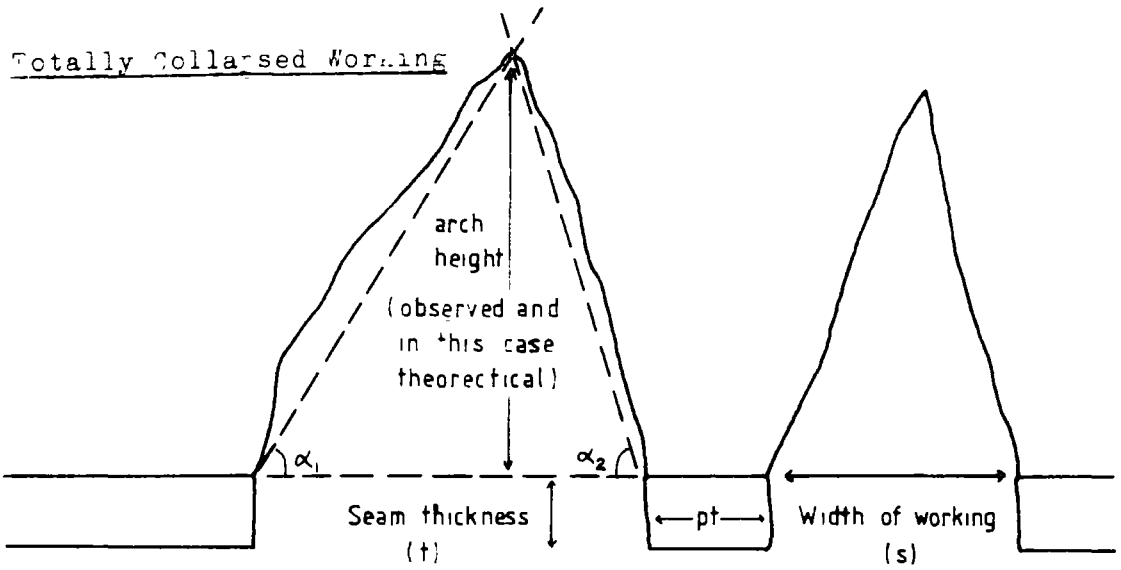 Totally Collapsed Working
arch
height
(observed and
in this case
theorectical)
α₁
α₂
Seam thickness
(t)
pt
Width of working
(s)